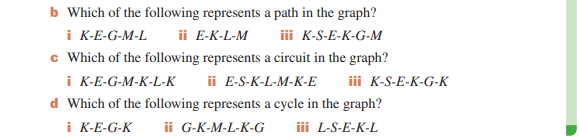 b Which of the following represents a path in the graph?
i K-E-G-M-L ii E-K-L-M iii K-S-E-K-G-M
c Which of the following represents a circuit in the graph?
i K-E-G-M-K-L-K ii E-S-K-L-M-K-E iii K-S-E-K-G-K
d Which of the following represents a cycle in the graph?
i K-E-G-K ii G-K-M-L-K-G iii L-S-E-K-L